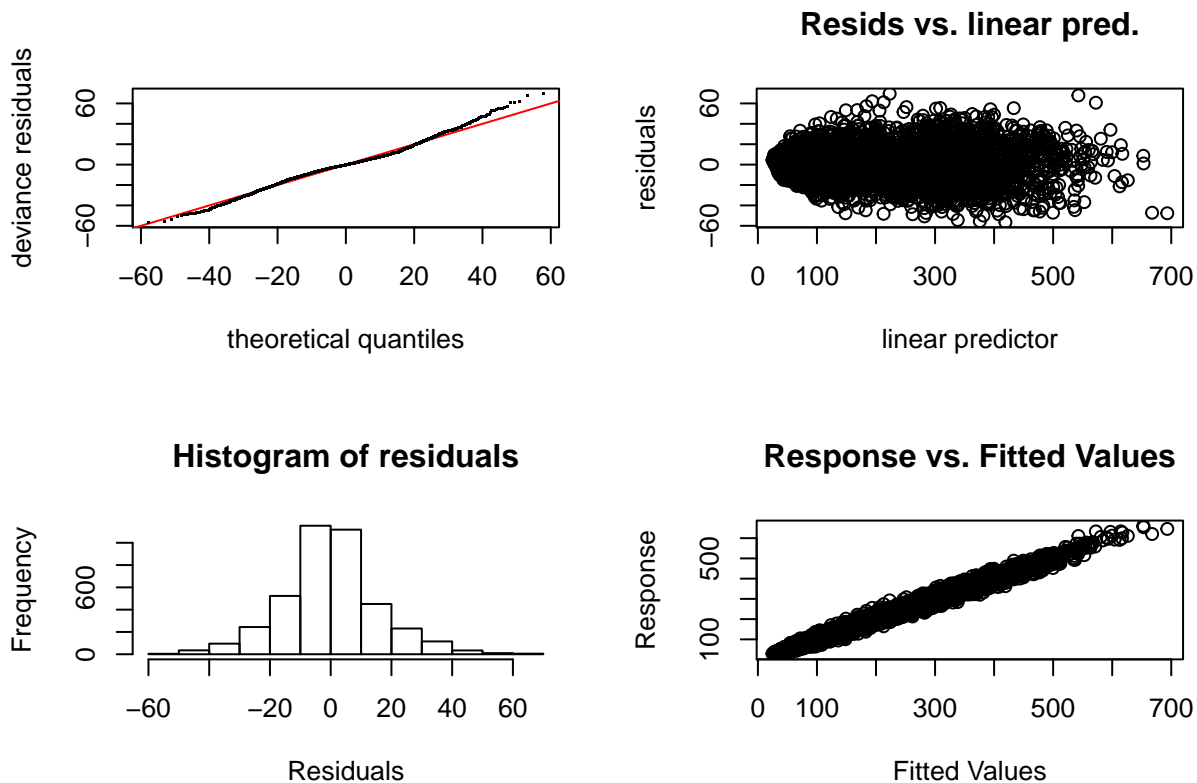 deviance residuals
60
0
−60
−60
−40
−20
0
20
40
60
theoretical quantiles
Resids vs. linear pred.
residuals
60
0
−60
0
100
300
500
700
linear predictor
Histogram of residuals
Frequency
600
0
−60
−20
0
20
60
Residuals
Response vs. Fitted Values
Response
500
100
0
100
300
500
700
Fitted Values